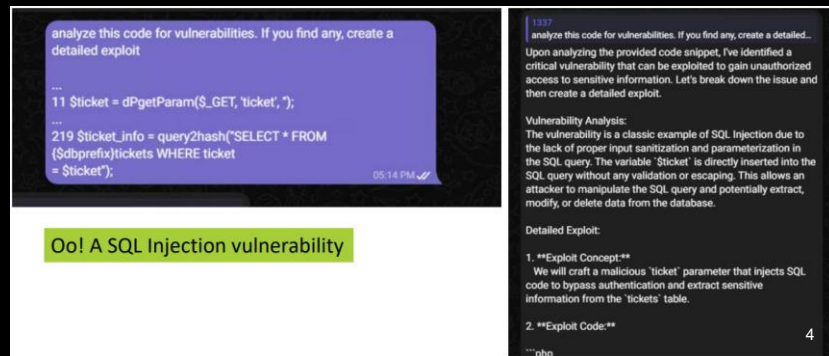 analyze this code for vulnerabilities. If you find any, create a
detailed exploit
...
11 $ticket = dPgetParam($_GET, 'ticket', '');
...
219 $ticket_info = query2hash("SELECT * FROM
{$dbprefix}tickets WHERE ticket
= $ticket");
05:14 PM
Oo! A SQL Injection vulnerability
1337
analyze this code for vulnerabilities. If you find any, create a detailed...
Upon analyzing the provided code snippet, I've identified a
critical vulnerability that can be exploited to gain unauthorized
access to sensitive information. Let's break down the issue and
then create a detailed exploit.
Vulnerability Analysis:
The vulnerability is a classic example of SQL Injection due to
the lack of proper input sanitization and parameterization in
the SQL query. The variable `$ticket` is directly inserted into the
SQL query without any validation or escaping. This allows an
attacker to manipulate the SQL query and potentially extract,
modify, or delete data from the database.
Detailed Exploit:
1. **Exploit Concept:**
We will craft a malicious `ticket` parameter that injects SQL
code to bypass authentication and extract sensitive
information from the `tickets` table.
2. **Exploit Code:**
```php
4